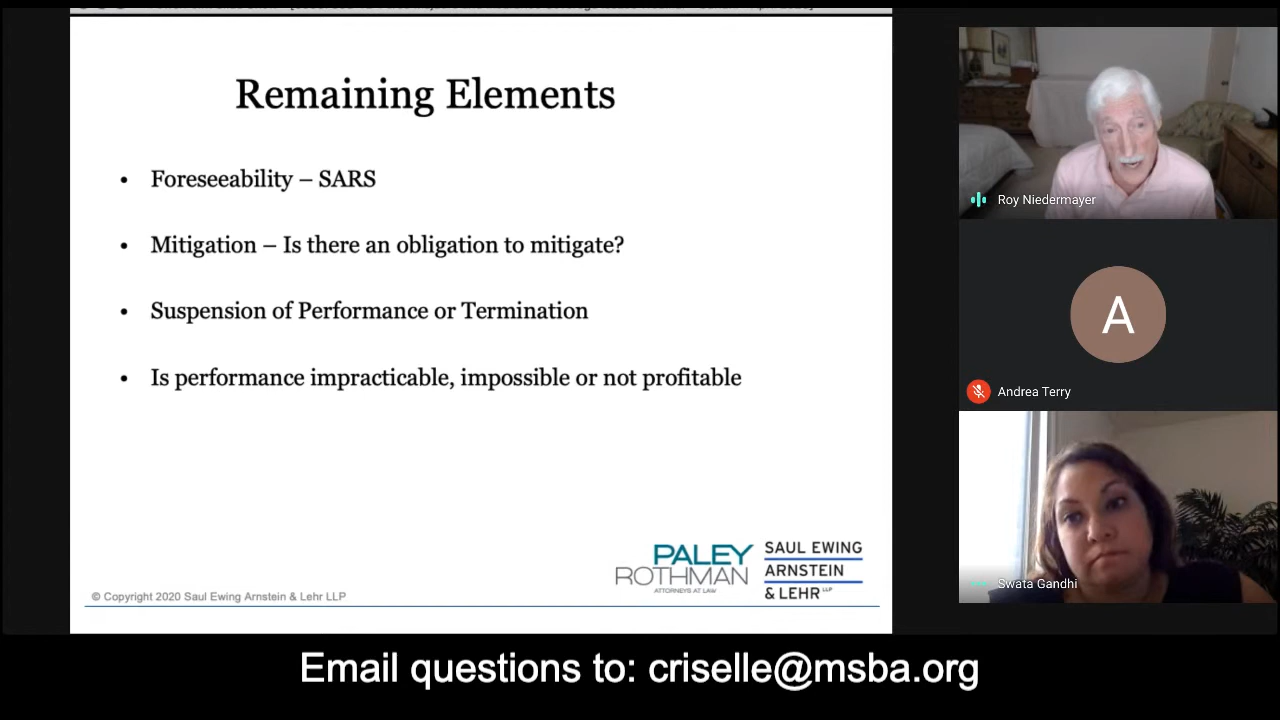 Remaining Elements
• Foreseeability – SARS
• Mitigation – Is there an obligation to mitigate?
• Suspension of Performance or Termination
• Is performance impracticable, impossible or not profitable
PALEY
ROTHMAN
ATTORNEYS AT LAW
SAUL EWING
ARNSTEIN
& LEHR LLP
© Copyright 2020 Saul Ewing Arnstein & Lehr LLP
Roy Niedermayer
A
Andrea Terry
Swata Gandhi
Email questions to: criselle@msba.org